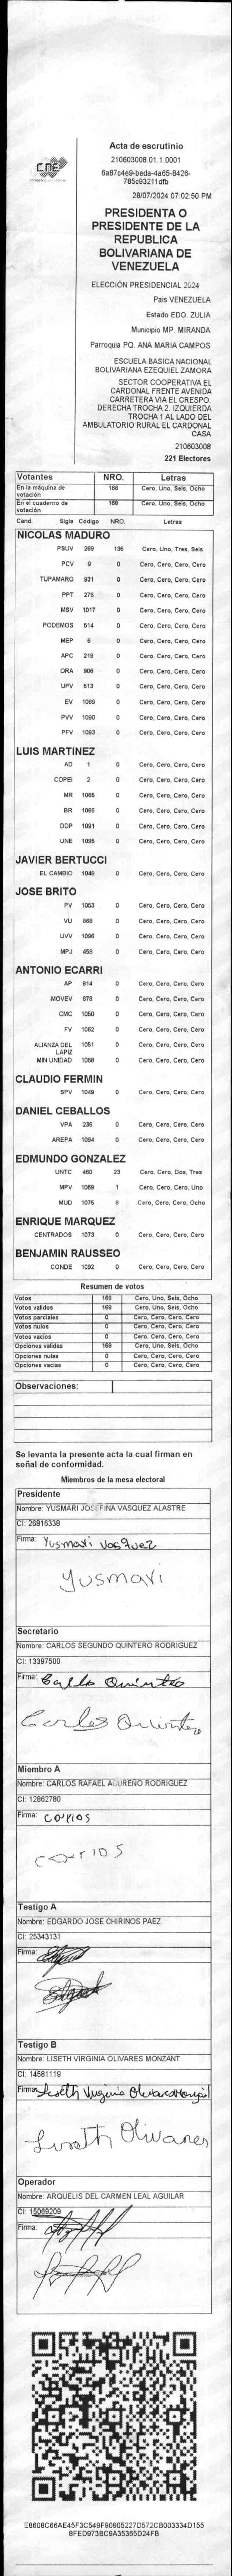 CNE
Acta de escrutinio
210603008.01.1.0001
6a87c4e9-beda-4a65-8426-
785c93211dfb
28/07/2024 07:02:50 PM
PRESIDENTA O
PRESIDENTE DE LA
REPUBLICA
BOLIVARIANA DE
VENEZUELA
ELECCIÓN PRESIDENCIAL 2024
País VENEZUELA
Estado EDO. ZULIA
Municipio MP. MIRANDA
Parroquia PQ. ANA MARIA CAMPOS
ESCUELA BASICA NACIONAL
BOLIVARIANA EZEQUIEL ZAMORA
SECTOR COOPERATIVA EL
CARDONAL FRENTE AVENIDA
CARRETERA VIA EL CRESPO.
DERECHA TROCHA 2. IZQUIERDA
TROCHA 1 AL LADO DEL
AMBULATORIO RURAL EL CARDONAL
CASA
210603008
221 Electores
Votantes NRO. Letras
En la máquina de votación 168 Cero, Uno, Seis, Ocho
En el cuaderno de votación 168 Cero, Uno, Seis, Ocho
Cand. Sigla Código NRO. Letras
NICOLAS MADURO
PSUV 269 136 Cero, Uno, Tres, Seis
PCV 9 0 Cero, Cero, Cero, Cero
TUPAMARO 931 0 Cero, Cero, Cero, Cero
PPT 276 0 Cero, Cero, Cero, Cero
MSV 1017 0 Cero, Cero, Cero, Cero
PODEMOS 514 0 Cero, Cero, Cero, Cero
MEP 6 0 Cero, Cero, Cero, Cero
APC 219 0 Cero, Cero, Cero, Cero
ORA 906 0 Cero, Cero, Cero, Cero
UPV 513 0 Cero, Cero, Cero, Cero
EV 1089 0 Cero, Cero, Cero, Cero
PVV 1090 0 Cero, Cero, Cero, Cero
PFV 1093 0 Cero, Cero, Cero, Cero
LUIS MARTINEZ
AD 1 0 Cero, Cero, Cero, Cero
COPEI 2 0 Cero, Cero, Cero, Cero
MR 1065 0 Cero, Cero, Cero, Cero
BR 1066 0 Cero, Cero, Cero, Cero
DDP 1091 0 Cero, Cero, Cero, Cero
UNE 1095 0 Cero, Cero, Cero, Cero
JAVIER BERTUCCI
EL CAMBIO 1048 0 Cero, Cero, Cero, Cero
JOSE BRITO
PV 1053 0 Cero, Cero, Cero, Cero
VU 868 0 Cero, Cero, Cero, Cero
UVV 1096 0 Cero, Cero, Cero, Cero
MPJ 458 0 Cero, Cero, Cero, Cero
ANTONIO ECARRI
AP 814 0 Cero, Cero, Cero, Cero
MOVEV 878 0 Cero, Cero, Cero, Cero
CMC 1050 0 Cero, Cero, Cero, Cero
FV 1062 0 Cero, Cero, Cero, Cero
ALIANZA DEL LAPIZ 1051 0 Cero, Cero, Cero, Cero
MIN UNIDAD 1068 0 Cero, Cero, Cero, Cero
CLAUDIO FERMIN
SPV 1049 0 Cero, Cero, Cero, Cero
DANIEL CEBALLOS
VPA 236 0 Cero, Cero, Cero, Cero
AREPA 1094 0 Cero, Cero, Cero, Cero
EDMUNDO GONZALEZ
UNTC 460 23 Cero, Cero, Dos, Tres
MPV 1069 1 Cero, Cero, Cero, Uno
MUD 1075 8 Cero, Cero, Cero, Ocho
ENRIQUE MARQUEZ
CENTRADOS 1073 0 Cero, Cero, Cero, Cero
BENJAMIN RAUSSEO
CONDE 1092 0 Cero, Cero, Cero, Cero
Resumen de votos
Votos 168 Cero, Uno, Seis, Ocho
Votos validos 168 Cero, Uno, Seis, Ocho
Votos parciales 0 Cero, Cero, Cero, Cero
Votos nulos 0 Cero, Cero, Cero, Cero
Votos vacios 0 Cero, Cero, Cero, Cero
Opciones validas 168 Cero, Uno, Seis, Ocho
Opciones nulas 0 Cero, Cero, Cero, Cero
Opciones vacias 0 Cero, Cero, Cero, Cero
Observaciones:
Se levanta la presente acta la cual firman en
señal de conformidad.
Miembros de la mesa electoral
Presidente
Nombre: YUSMARI JOSEFINA VASQUEZ ALASTRE
CI: 26816338
Firma: Yusmari Vasquez
Yusmari
Secretario
Nombre: CARLOS SEGUNDO QUINTERO RODRIGUEZ
CI: 13397500
Firma: Carlos Quintero
Carlos Quintero
Miembro A
Nombre: CARLOS RAFAEL RODRIGUEZ
CI: 12862780
Firma: carlos
carlos
Testigo A
Nombre: EDGARDO JOSE CHIRINOS PAEZ
CI: 25343131
Firma:
Testigo B
Nombre: LISETH VIRGINIA OLIVARES MONZANT
CI: 14581119
Firma: Liseth Virginia Olivares
Liseth Olivares
Operador
Nombre: ARQUELIS DEL CARMEN LEAL AGUILAR
CI: 15069209
Firma:
E8608C66AE45F3C549F90905227D572CB003334D155
8FED973BC9A35365D24FB